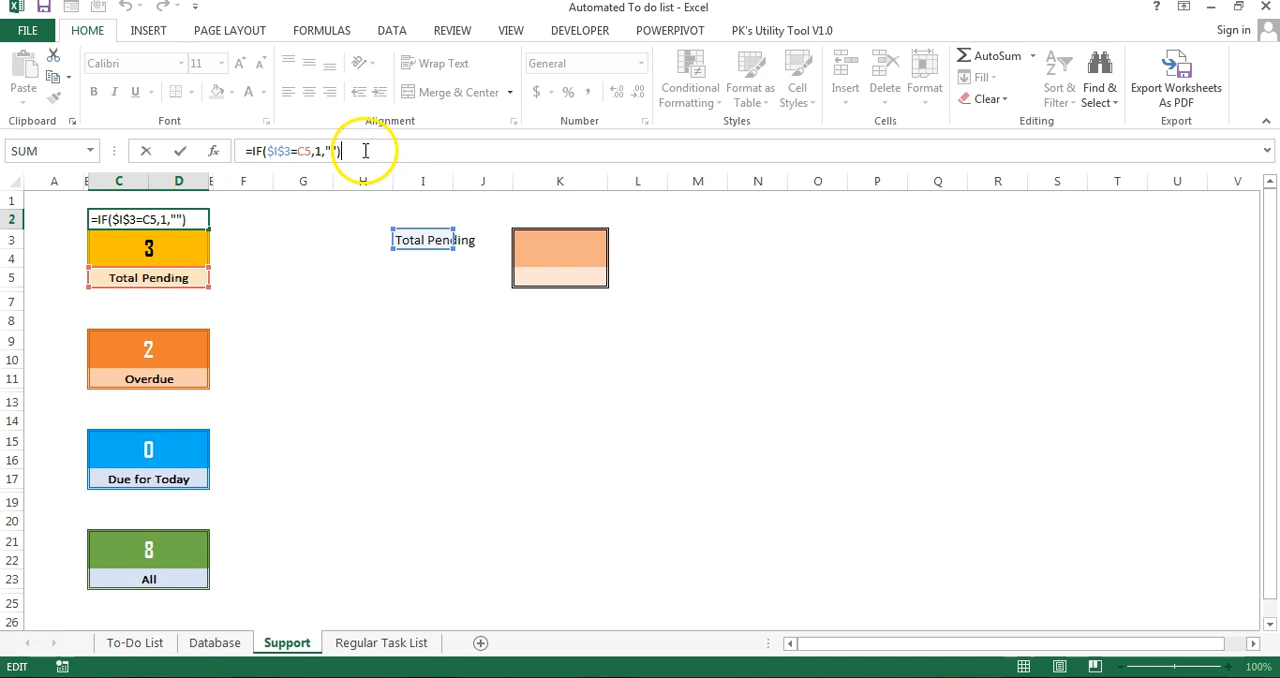 Automated To do list - Excel
FILE HOME INSERT PAGE LAYOUT FORMULAS DATA REVIEW VIEW DEVELOPER POWERPIVOT PK's Utility Tool V1.0 Sign in
Calibri 11 Wrap Text General AutoSum
Paste Conditional Formatting Format as Table Cell Styles Insert Delete Format Fill Sort & Filter Find & Select Export Worksheets As PDF
B I U A Merge & Center $ % Clear
Clipboard Font Alignment Number Styles Cells Editing Export
SUM fx =IF($I$3=C5,1,"")
A B C D E F G H I J K L M N O P Q R S T U V
1
2 =IF($I$3=C5,1,"")
3 3 Total Pending
4
5 Total Pending
7
8
9 2
10
11 Overdue
13
14
15 0
16
17 Due for Today
19
20
21 8
22
23 All
25
26
To-Do List Database Support Regular Task List
EDIT 100%